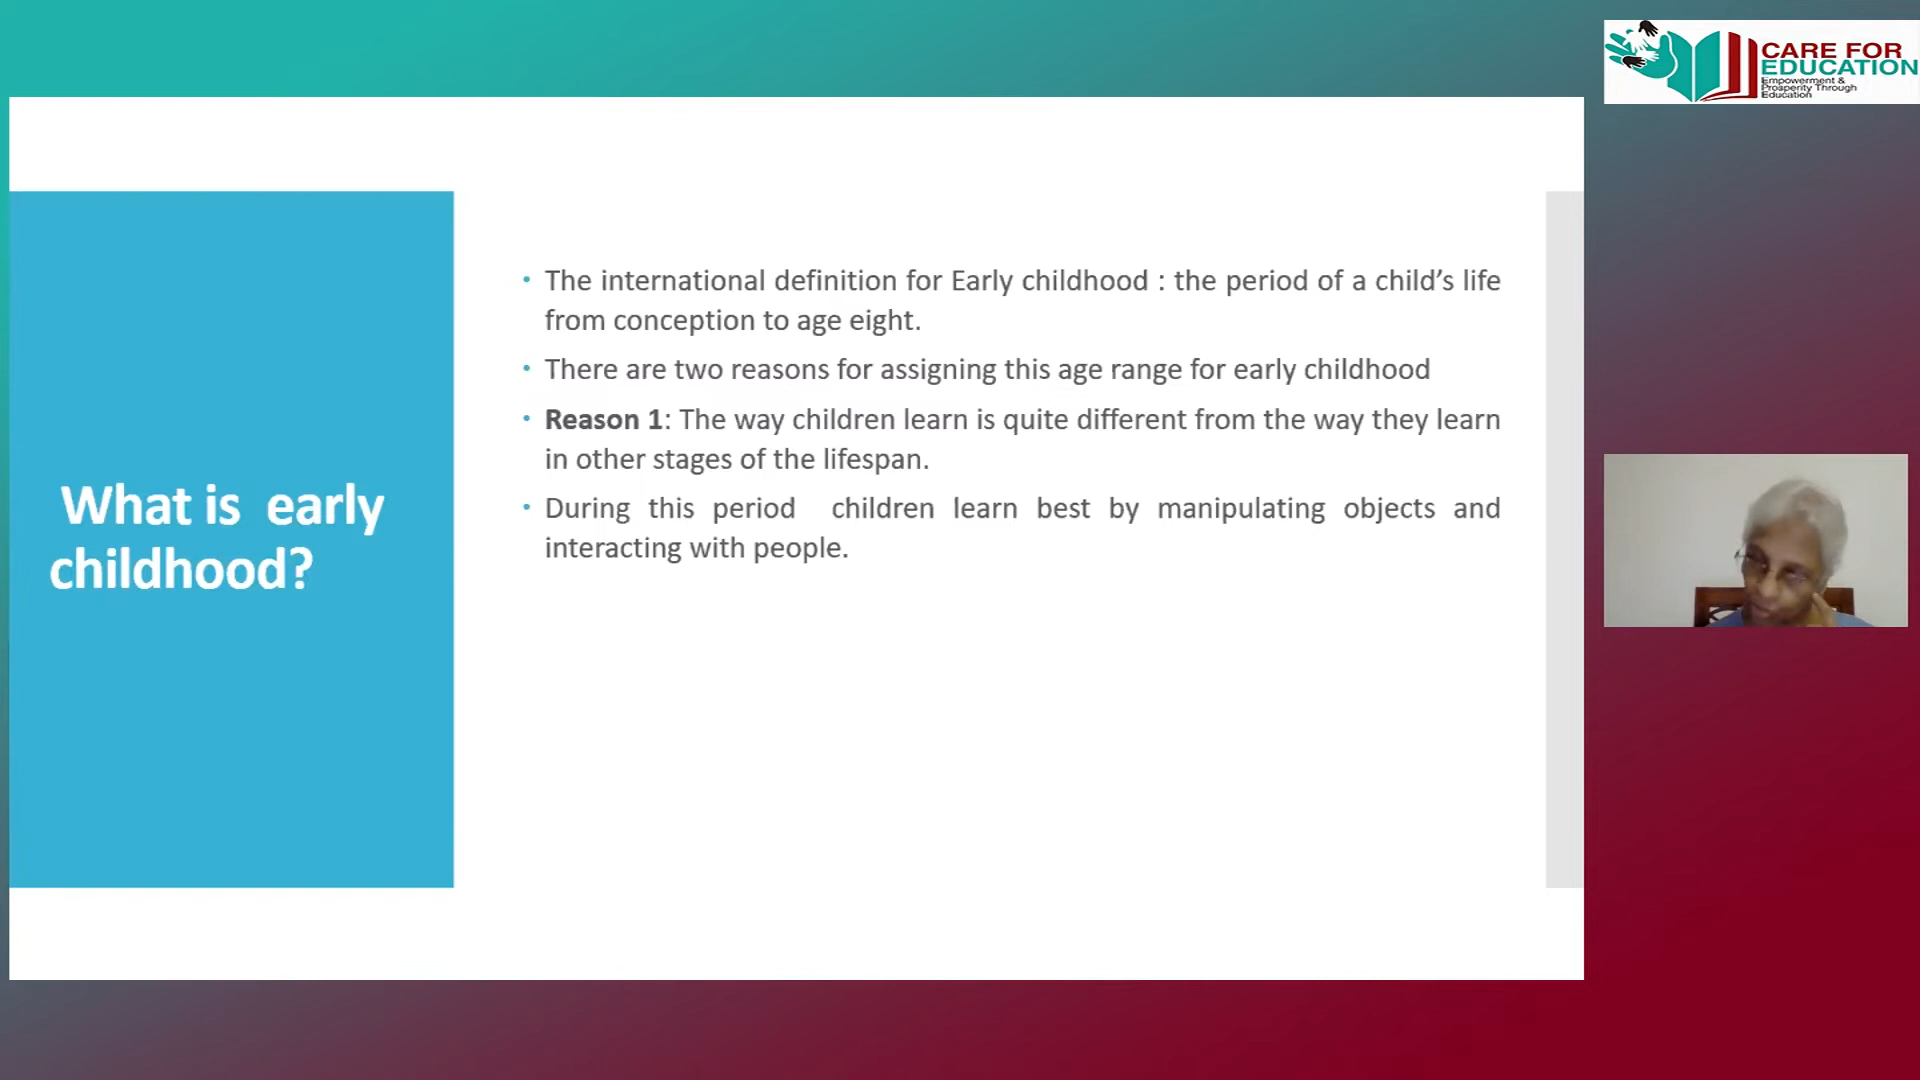 CARE FOR
EDUCATION
Empowerment &
Prosperity Through
Education
What is  early
childhood?
• The international definition for Early childhood : the period of a child’s life
from conception to age eight.
• There are two reasons for assigning this age range for early childhood
• Reason 1: The way children learn is quite different from the way they learn
in other stages of the lifespan.
• During this period  children learn best by manipulating objects and
interacting with people.